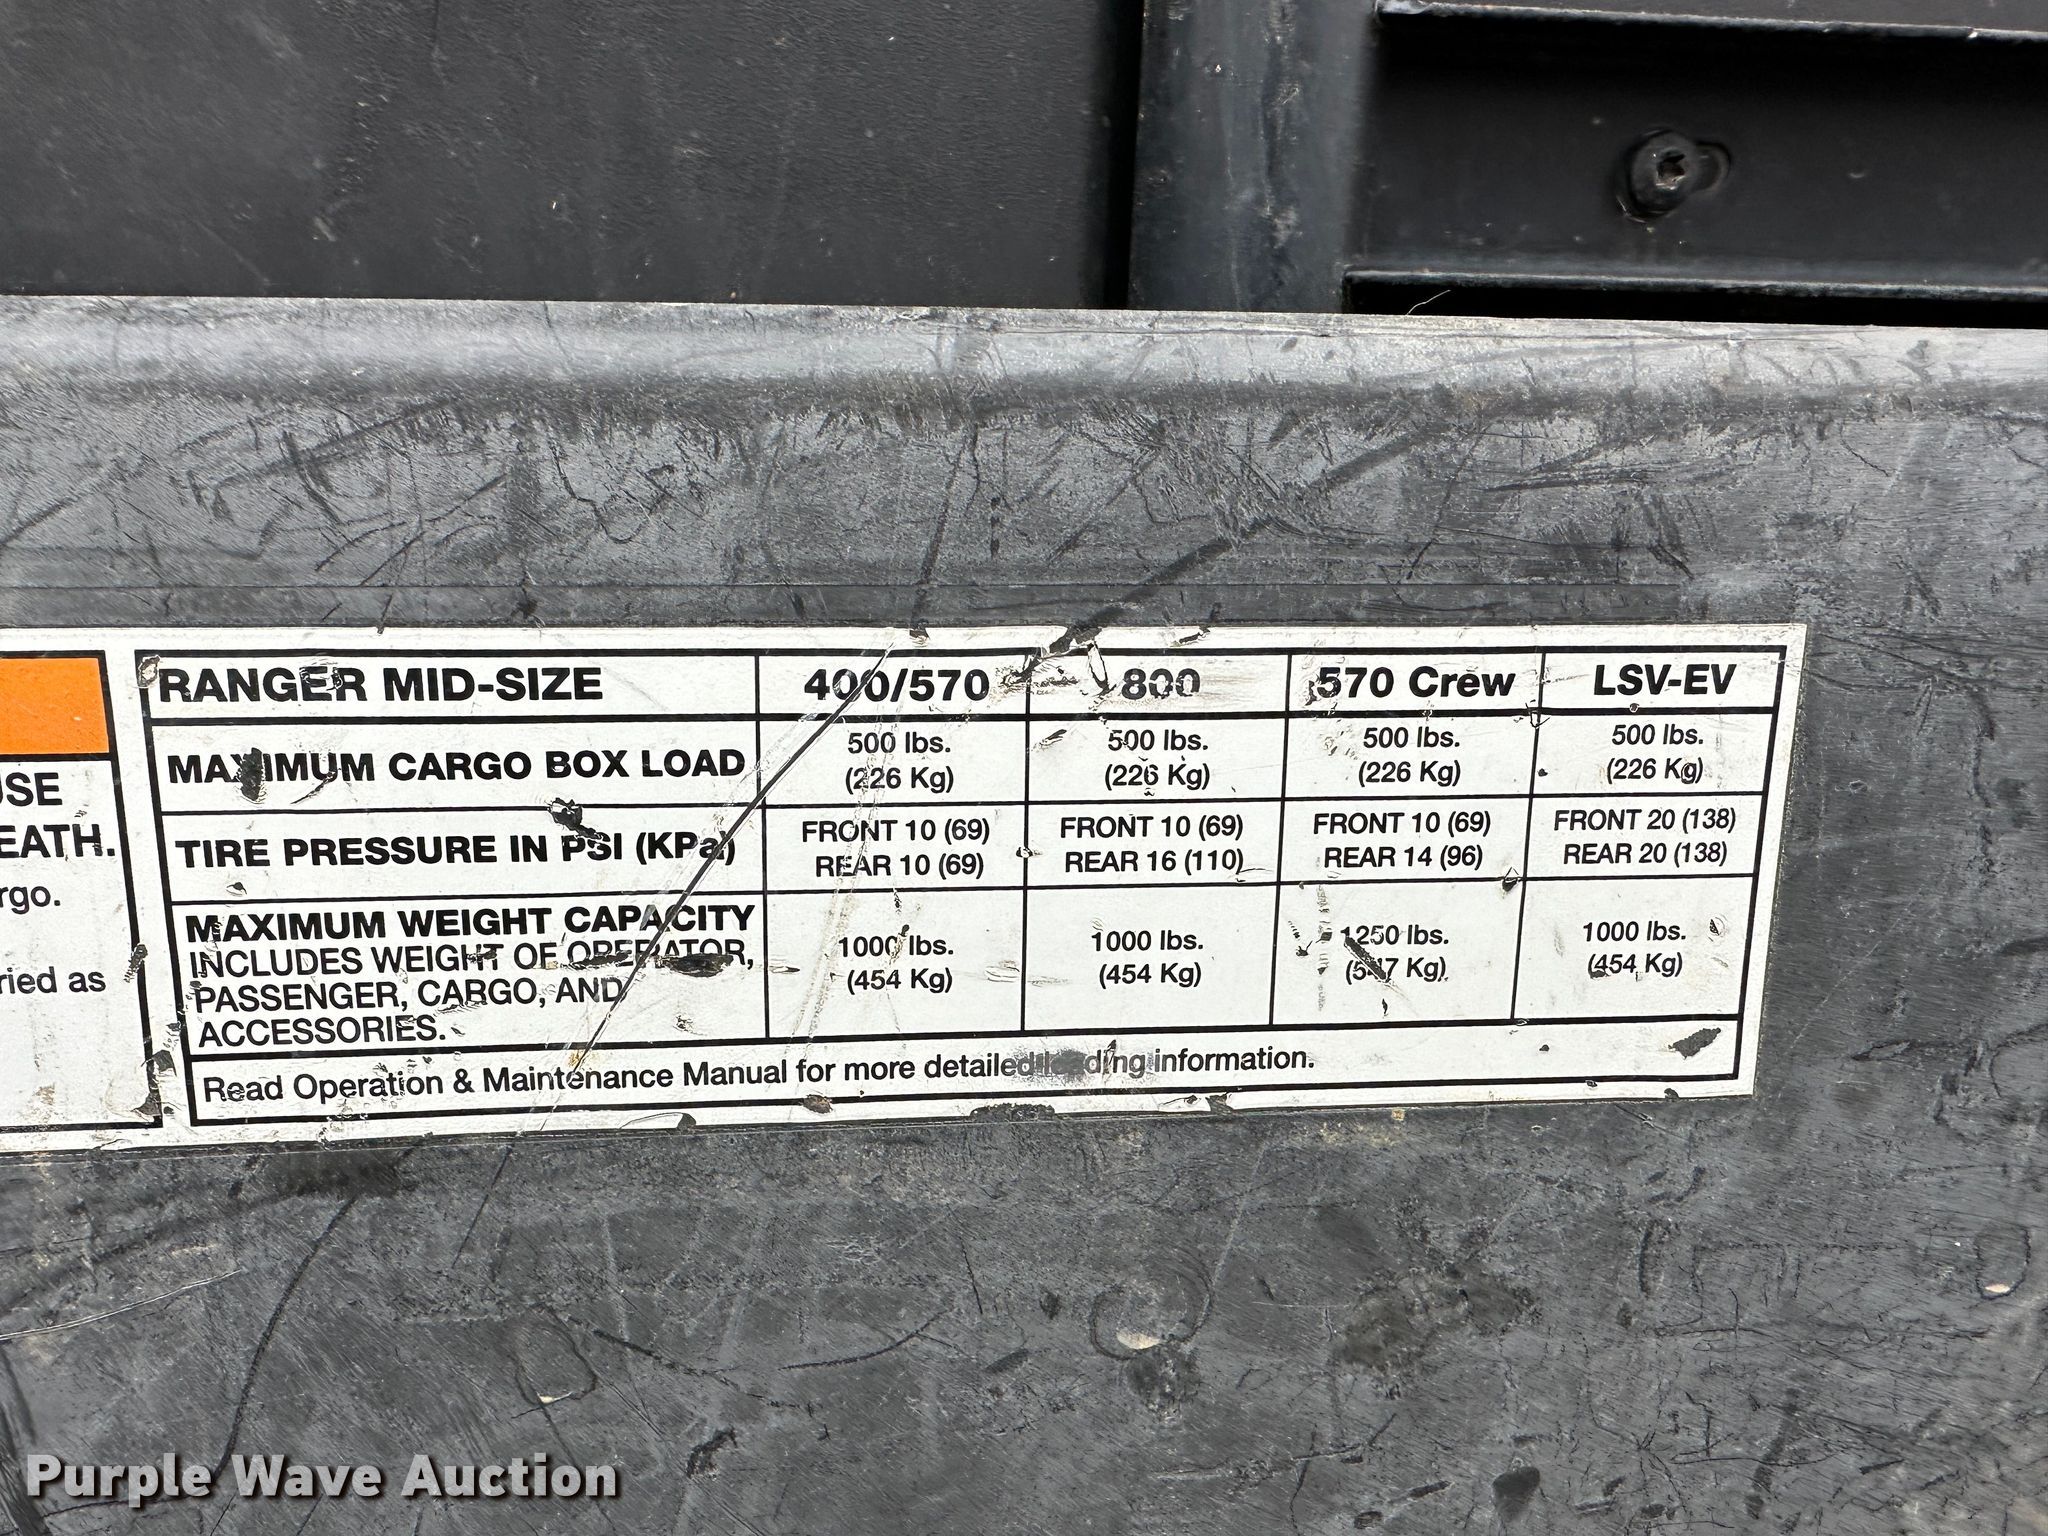 USE
EATH.
rgo.
ried as
RANGER MID-SIZE 400/570 800 570 Crew LSV-EV
MAXIMUM CARGO BOX LOAD
500 lbs. 500 lbs. 500 lbs. 500 lbs.
(226 Kg) (226 Kg) (226 Kg) (226 Kg)
TIRE PRESSURE IN PSI (KPa)
FRONT 10 (69) FRONT 10 (69) FRONT 10 (69) FRONT 20 (138)
REAR 10 (69) REAR 16 (110) REAR 14 (96) REAR 20 (138)
MAXIMUM WEIGHT CAPACITY
INCLUDES WEIGHT OF OPERATOR,
PASSENGER, CARGO, AND
ACCESSORIES.
1000 lbs. 1000 lbs. 1250 lbs. 1000 lbs.
(454 Kg) (454 Kg) Kg) (454 Kg)
Read Operation & Maintenance Manual for more detailed loading information.
Purple Wave Auction